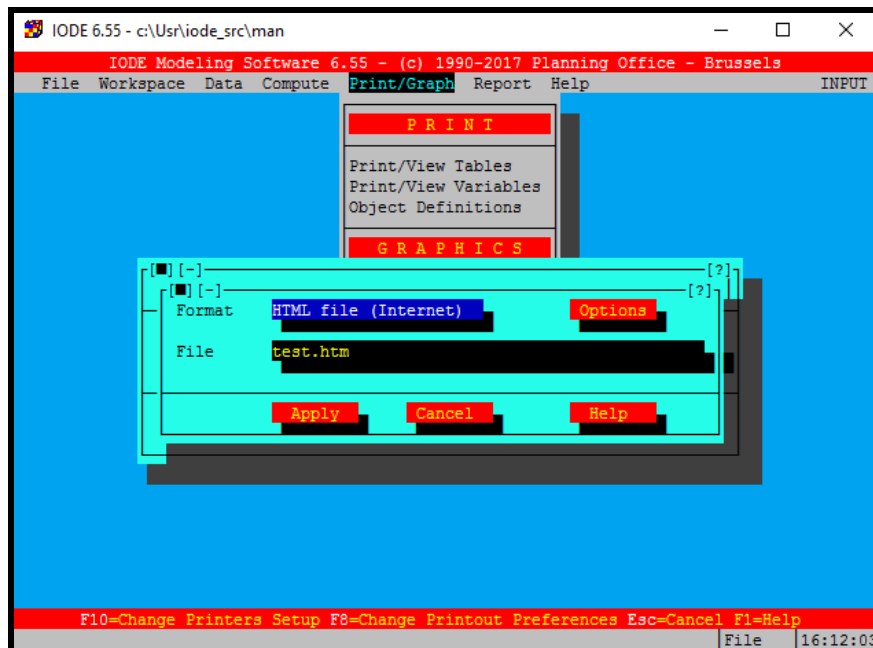 IODE 6.55 - c:\Usr\iode_src\man
IODE Modeling Software 6.55 - (c) 1990-2017 Planning Office - Brussels
File Workspace Data Compute Print/Graph Report Help INPUT
P R I N T
Print/View Tables
Print/View Variables
Object Definitions
G R A P H I C S
[■][-] [?]
[■][-] [?]
Format HTML file (Internet) Options
File test.htm
Apply Cancel Help
F10=Change Printers Setup F8=Change Printout Preferences Esc=Cancel F1=Help
File 16:12:03